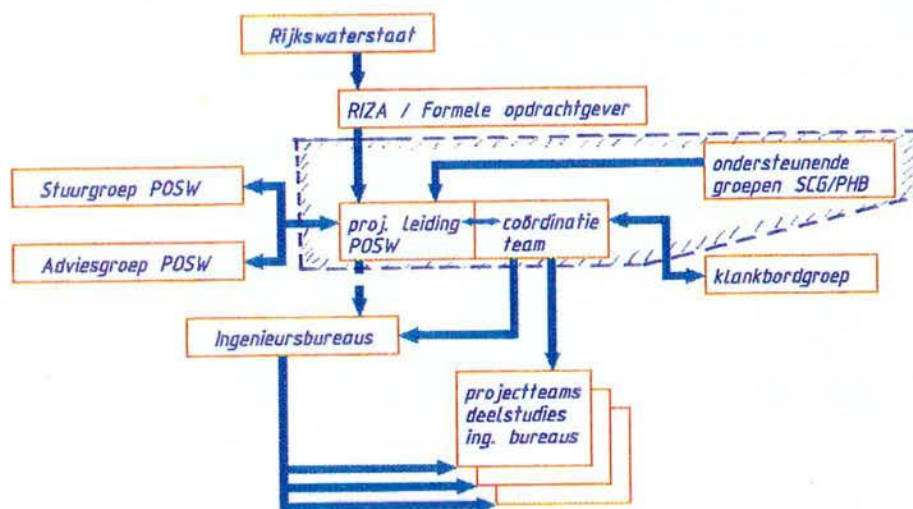 Rijkswaterstaat
RIZA / Formele opdrachtgever
ondersteunende
groepen SCG/PHB
Stuurgroep POSW
proj. leiding
POSW
coördinatie
team
Adviesgroep POSW
klankbordgroep
Ingenieursbureaus
projectteams
deelstudies
ing. bureaus